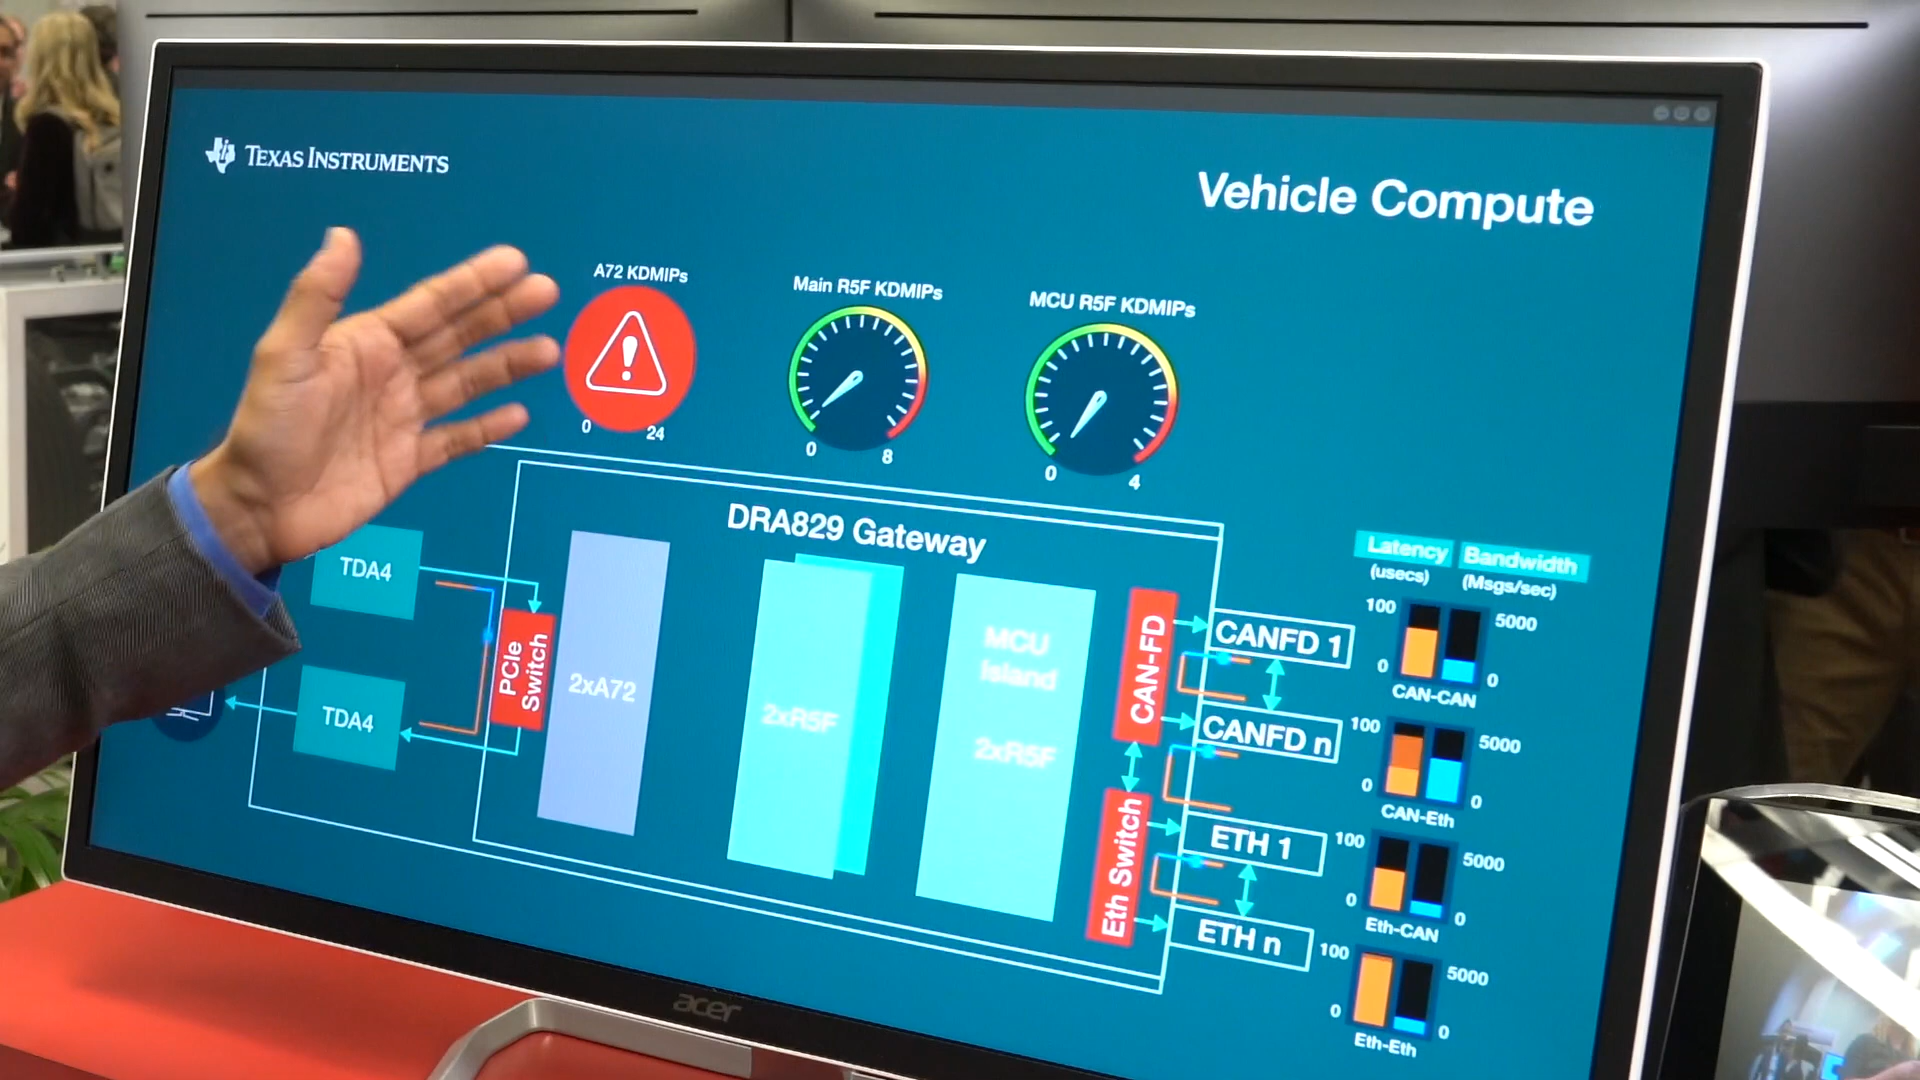 TEXAS INSTRUMENTS
Vehicle Compute
A72 KDMIPs
0 24
Main R5F KDMIPs
0 8
MCU R5F KDMIPs
0 4
DRA829 Gateway
TDA4
TDA4
PCIe
Switch
2xA72
2xR5F
MCU
Island
2xR5F
CAN-FD
Eth Switch
CANFD 1
CANFD n
ETH 1
ETH n
Latency Bandwidth
(usecs) (Msgs/sec)
100 5000
0 0
CAN-CAN
100 5000
0 0
CAN-Eth
100 5000
0 0
Eth-CAN
100 5000
0 0
Eth-Eth
acer